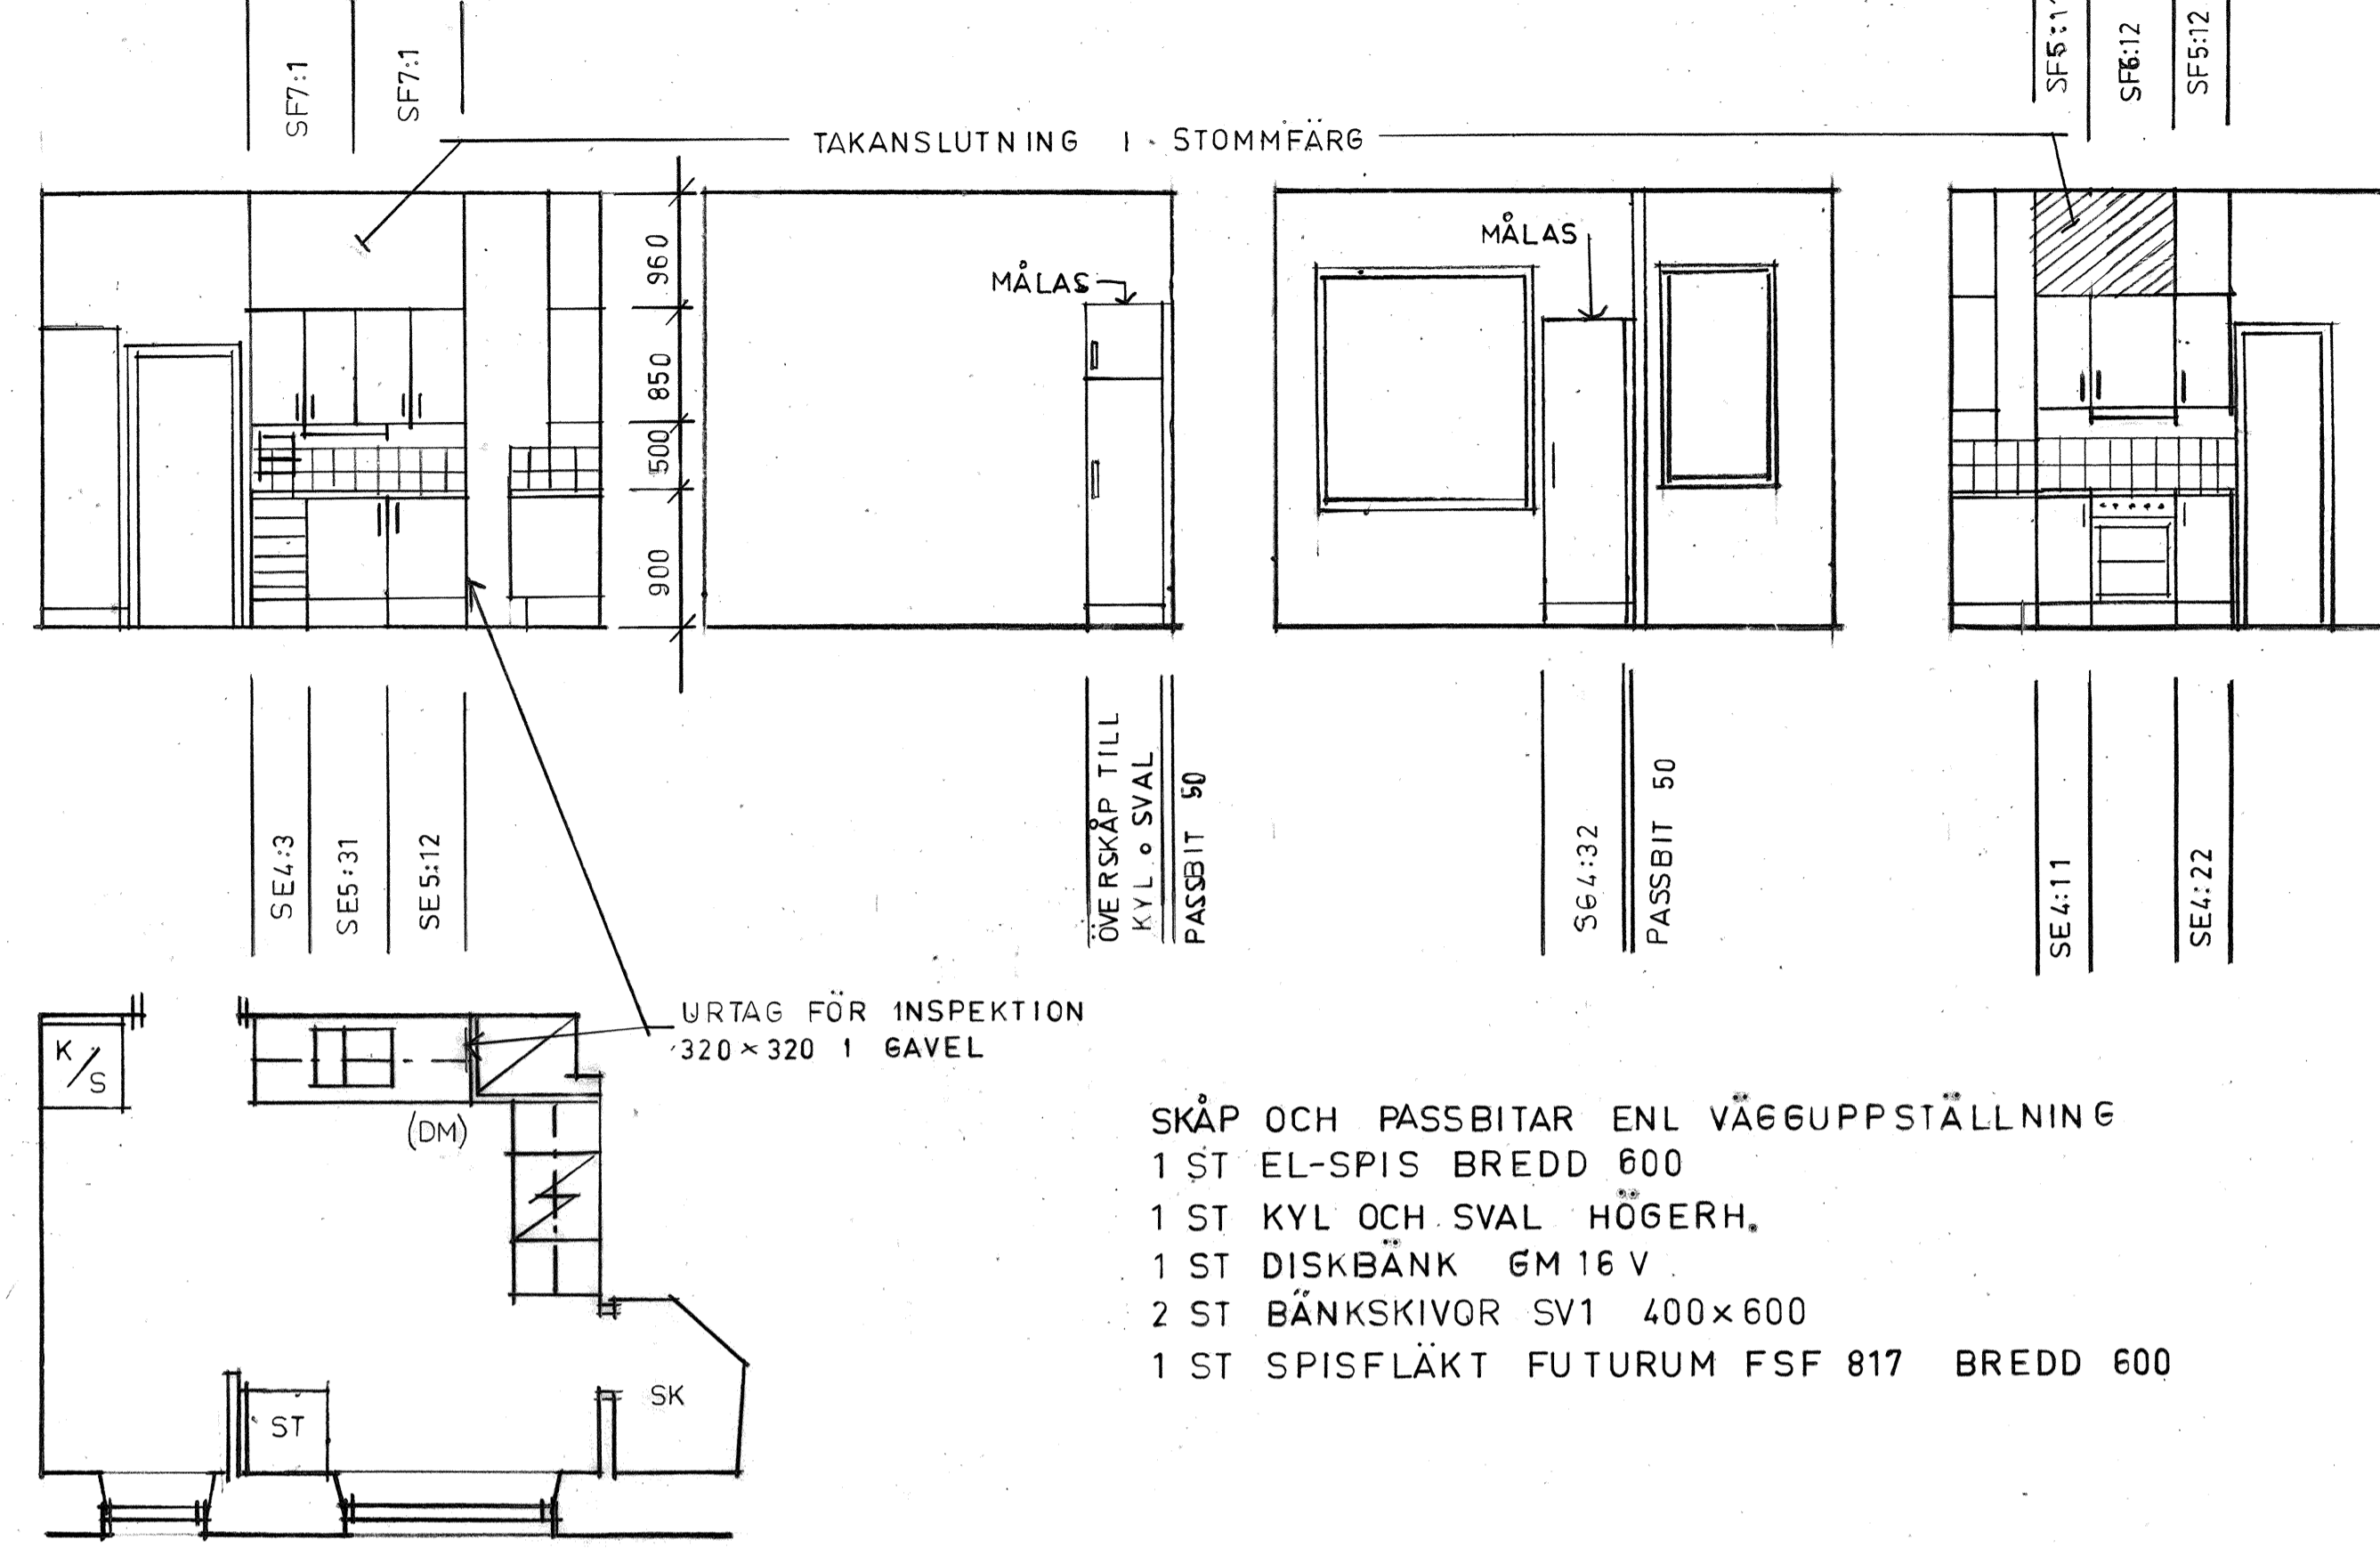 SF7:1
SF7:1
SF5:1
SF6:12
SF5:12
TAKANSLUTNING I STOMMFÄRG
MÅLAS
MÅLAS
960
850
500
900
SE4:3
SE5:31
SE5:12
ÖVERSKÅP TILL
KYL o SVAL
PASSBIT 50
SG4:32
PASSBIT 50
SE4:11
SE4:22
URTAG FÖR INSPEKTION
320×320 I GAVEL
K/S
(DM)
SK
ST
SKÅP OCH PASSBITAR ENL VÄGGUPPSTÄLLNING
1 ST EL-SPIS BREDD 600
1 ST KYL OCH SVAL HÖGERH.
1 ST DISKBÄNK GM 16 V
2 ST BÄNKSKIVOR SV1 400×600
1 ST SPISFLÄKT FUTURUM FSF 817 BREDD 600